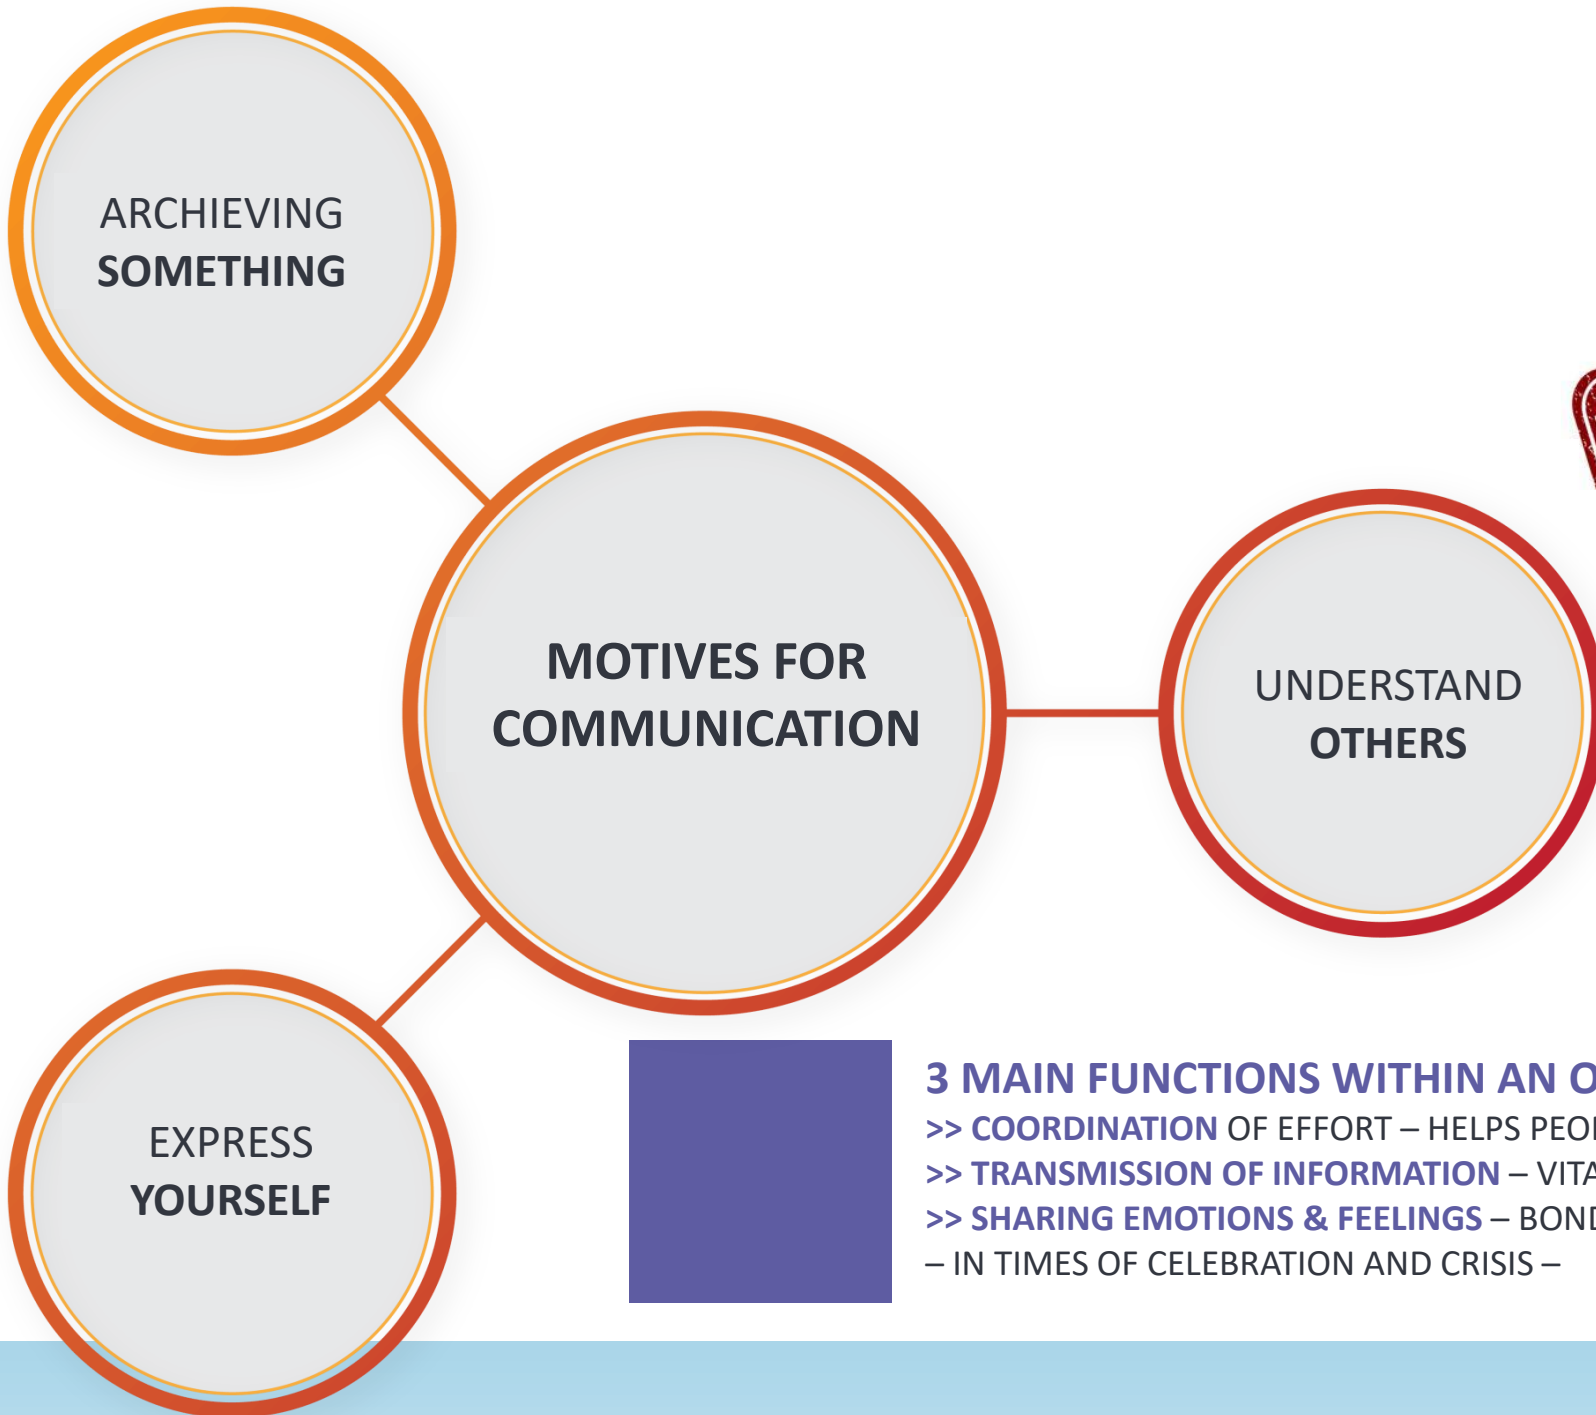 ARCHIEVING
SOMETHING
MOTIVES FOR
COMMUNICATION
UNDERSTAND
OTHERS
EXPRESS
YOURSELF
3 MAIN FUNCTIONS WITHIN AN
>> COORDINATION OF EFFORT – HELPS
>> TRANSMISSION OF INFORMATION –
>> SHARING EMOTIONS & FEELINGS –
– IN TIMES OF CELEBRATION AND CRISIS –